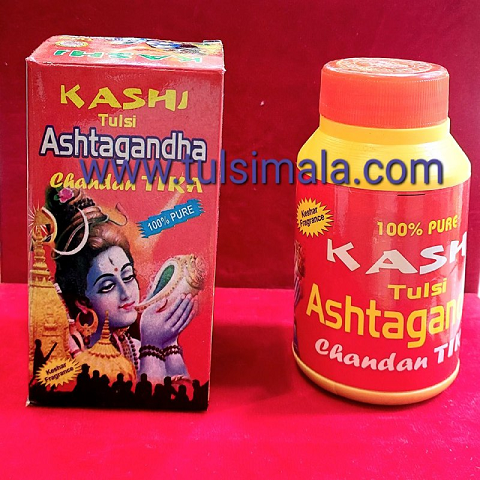 KASHI
KASHI
Tulsi
Ashtagandha
Chandan TIKA
100% PURE
Keshar
Fragrance
www.tulsimala.com
Keshar
Fragrance
100% PURE
KASH
Tulsi
Ashtagan
Chandan TIK